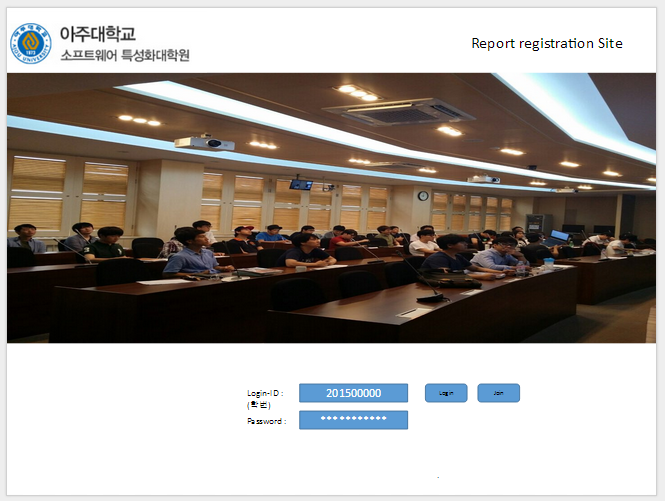 아주대학교
소프트웨어 특성화대학원
Report registration Site
Login-ID :
(학번)
201500000
Login
Join
Password :
***********